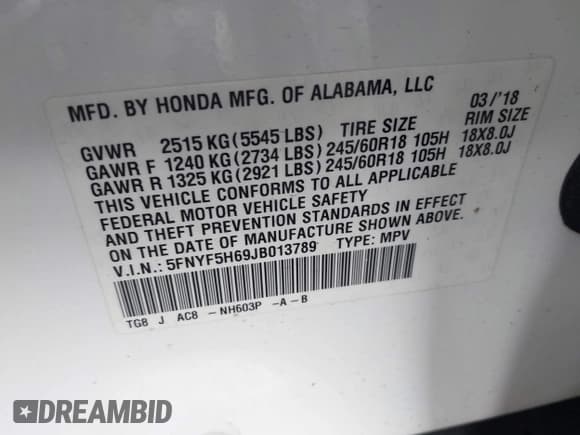 MFD. BY HONDA MFG. OF ALABAMA, LLC 03/'18
GVWR 2515 KG(5545 LBS) TIRE SIZE RIM SIZE
GAWR F 1240 KG(2734 LBS)245/60R18 105H 18X8.0J
GAWR R 1325 KG(2921 LBS)245/60R18 105H 18X8.0J
THIS VEHICLE CONFORMS TO ALL APPLICABLE
FEDERAL MOTOR VEHICLE SAFETY
AND THEFT PREVENTION STANDARDS IN EFFECT
ON THE DATE OF MANUFACTURE SHOWN ABOVE.
V.I.N.: 5FNYF5H69JB013789 TYPE: MPV
TG8 J AC8 -NH603P -A-B
DREAMBID